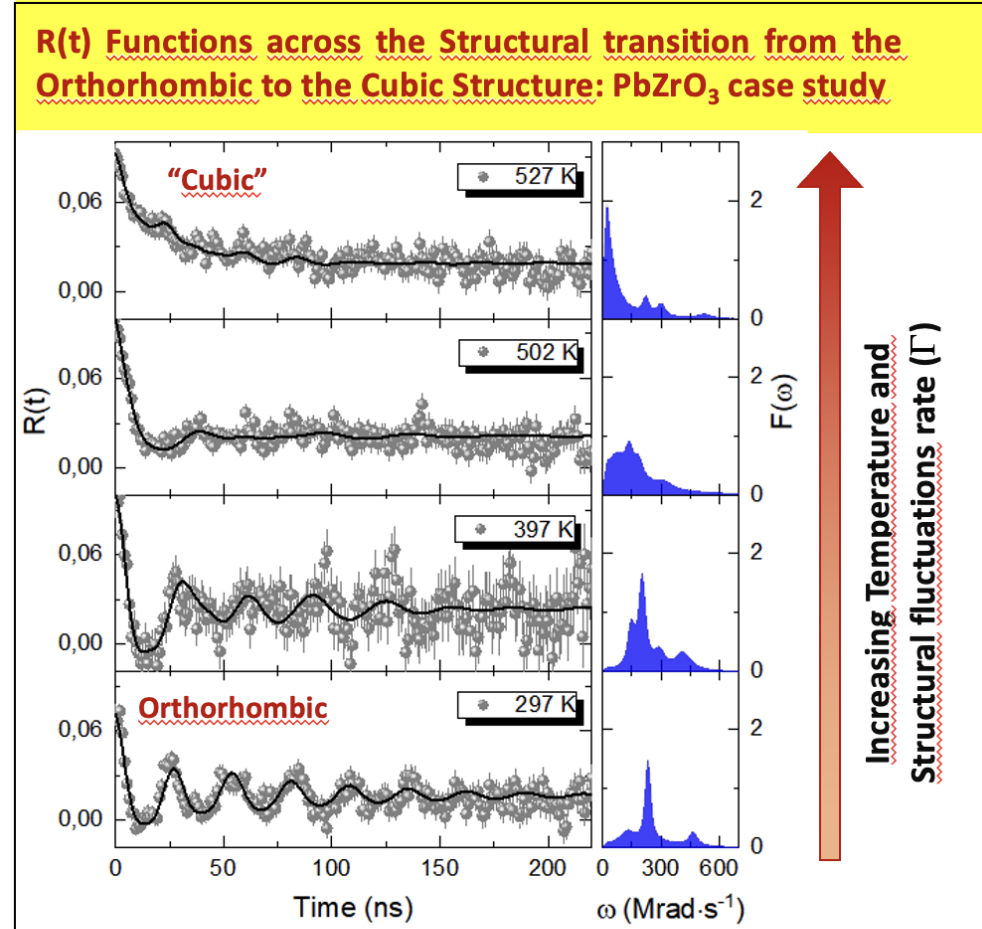 R(t) Functions across the Structural transition from the
Orthorhombic to the Cubic Structure: PbZrO₃ case study
“Cubic”
527 K
0,06
0,00
2
0
502 K
0,06
0,00
2
0
397 K
0,06
0,00
2
0
Orthorhombic
297 K
0,06
0,00
2
0
R(t)
F(ω)
0 50 100 150 200
0 300 600
Time (ns)
ω (Mrad·s⁻¹)
Increasing Temperature and
Structural fluctuations rate (Γ)